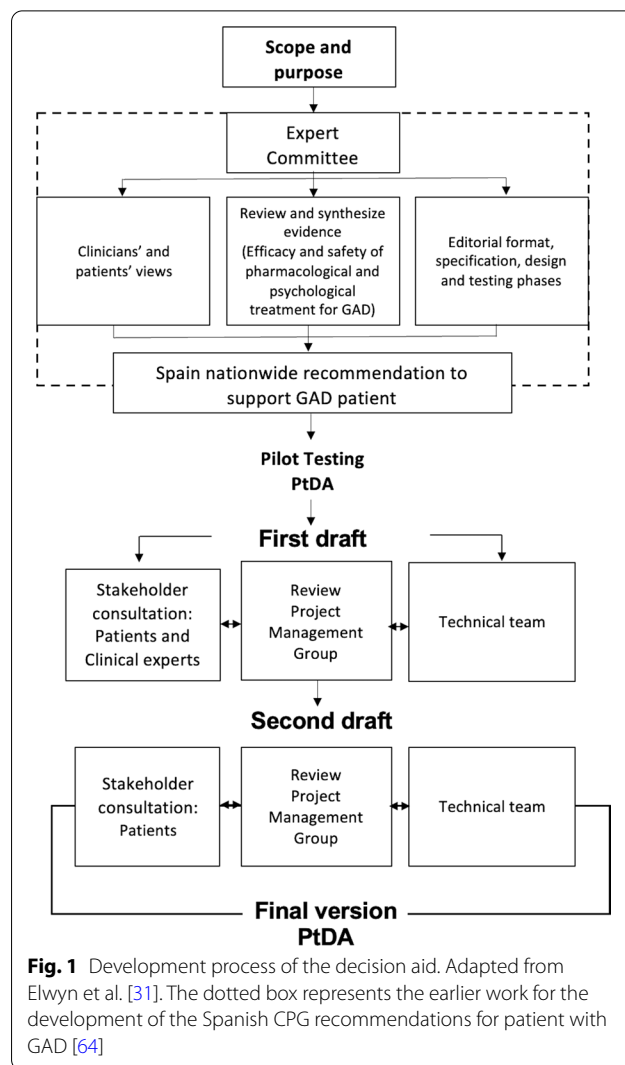 Scope and
purpose
Expert
Committee
Clinicians’ and
patients’ views
Review and synthesize
evidence
(Efficacy and safety of
pharmacological and
psychological
treatment for GAD)
Editorial format,
specification, design
and testing phases
Spain nationwide recommendation to
support GAD patient
Pilot Testing
PtDA
First draft
Stakeholder
consultation:
Patients and
Clinical experts
Review
Project
Management
Group
Technical team
Second draft
Stakeholder
consultation:
Patients
Review
Project
Management
Group
Technical team
Final version
PtDA
Fig. 1 Development process of the decision aid. Adapted from
Elwyn et al. [31]. The dotted box represents the earlier work for the
development of the Spanish CPG recommendations for patient with
GAD [64]